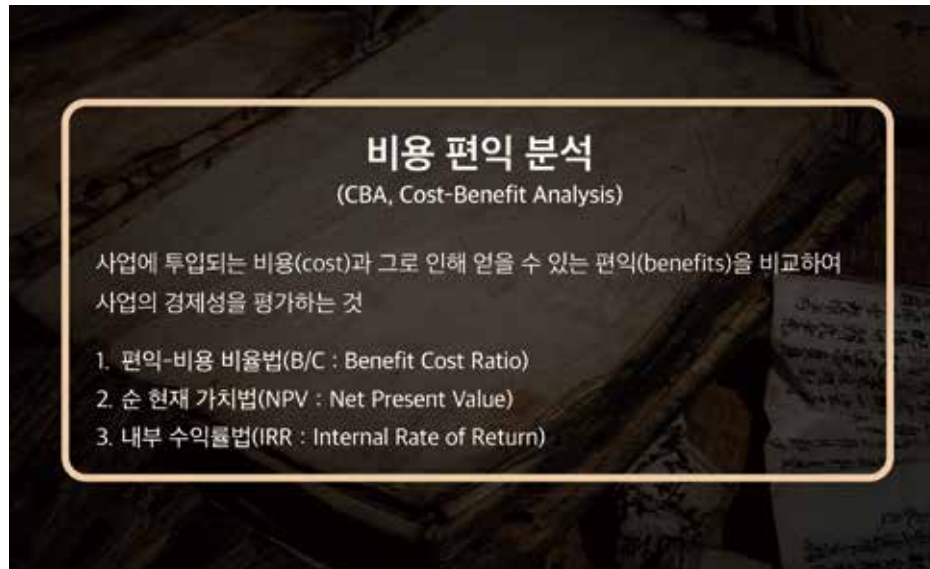 비용 편익 분석
(CBA, Cost-Benefit Analysis)
사업에 투입되는 비용(cost)과 그로 인해 얻을 수 있는 편익(benefits)을 비교하여
사업의 경제성을 평가하는 것
1. 편익-비용 비율법(B/C : Benefit Cost Ratio)
2. 순 현재 가치법(NPV : Net Present Value)
3. 내부 수익률법(IRR : Internal Rate of Return)